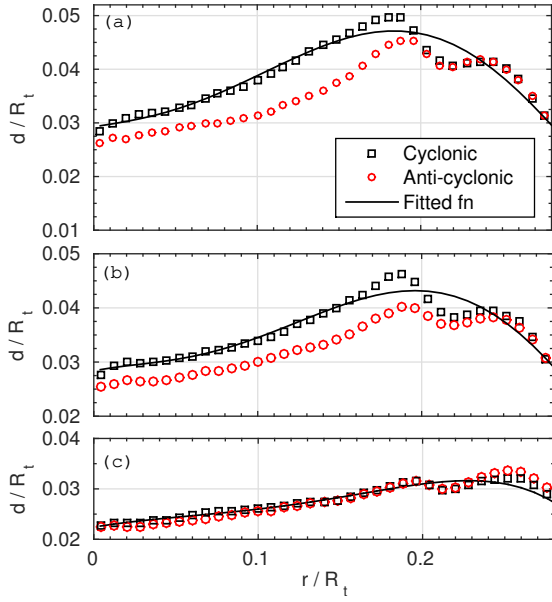 (a)
0.05
0.04
0.03
0.02
0.01
d / R_t
Cyclonic
Anti-cyclonic
Fitted fn
(b)
0.05
0.04
0.03
0.02
d / R_t
(c)
0.04
0.03
0.02
d / R_t
0
0.1
0.2
r / R_t